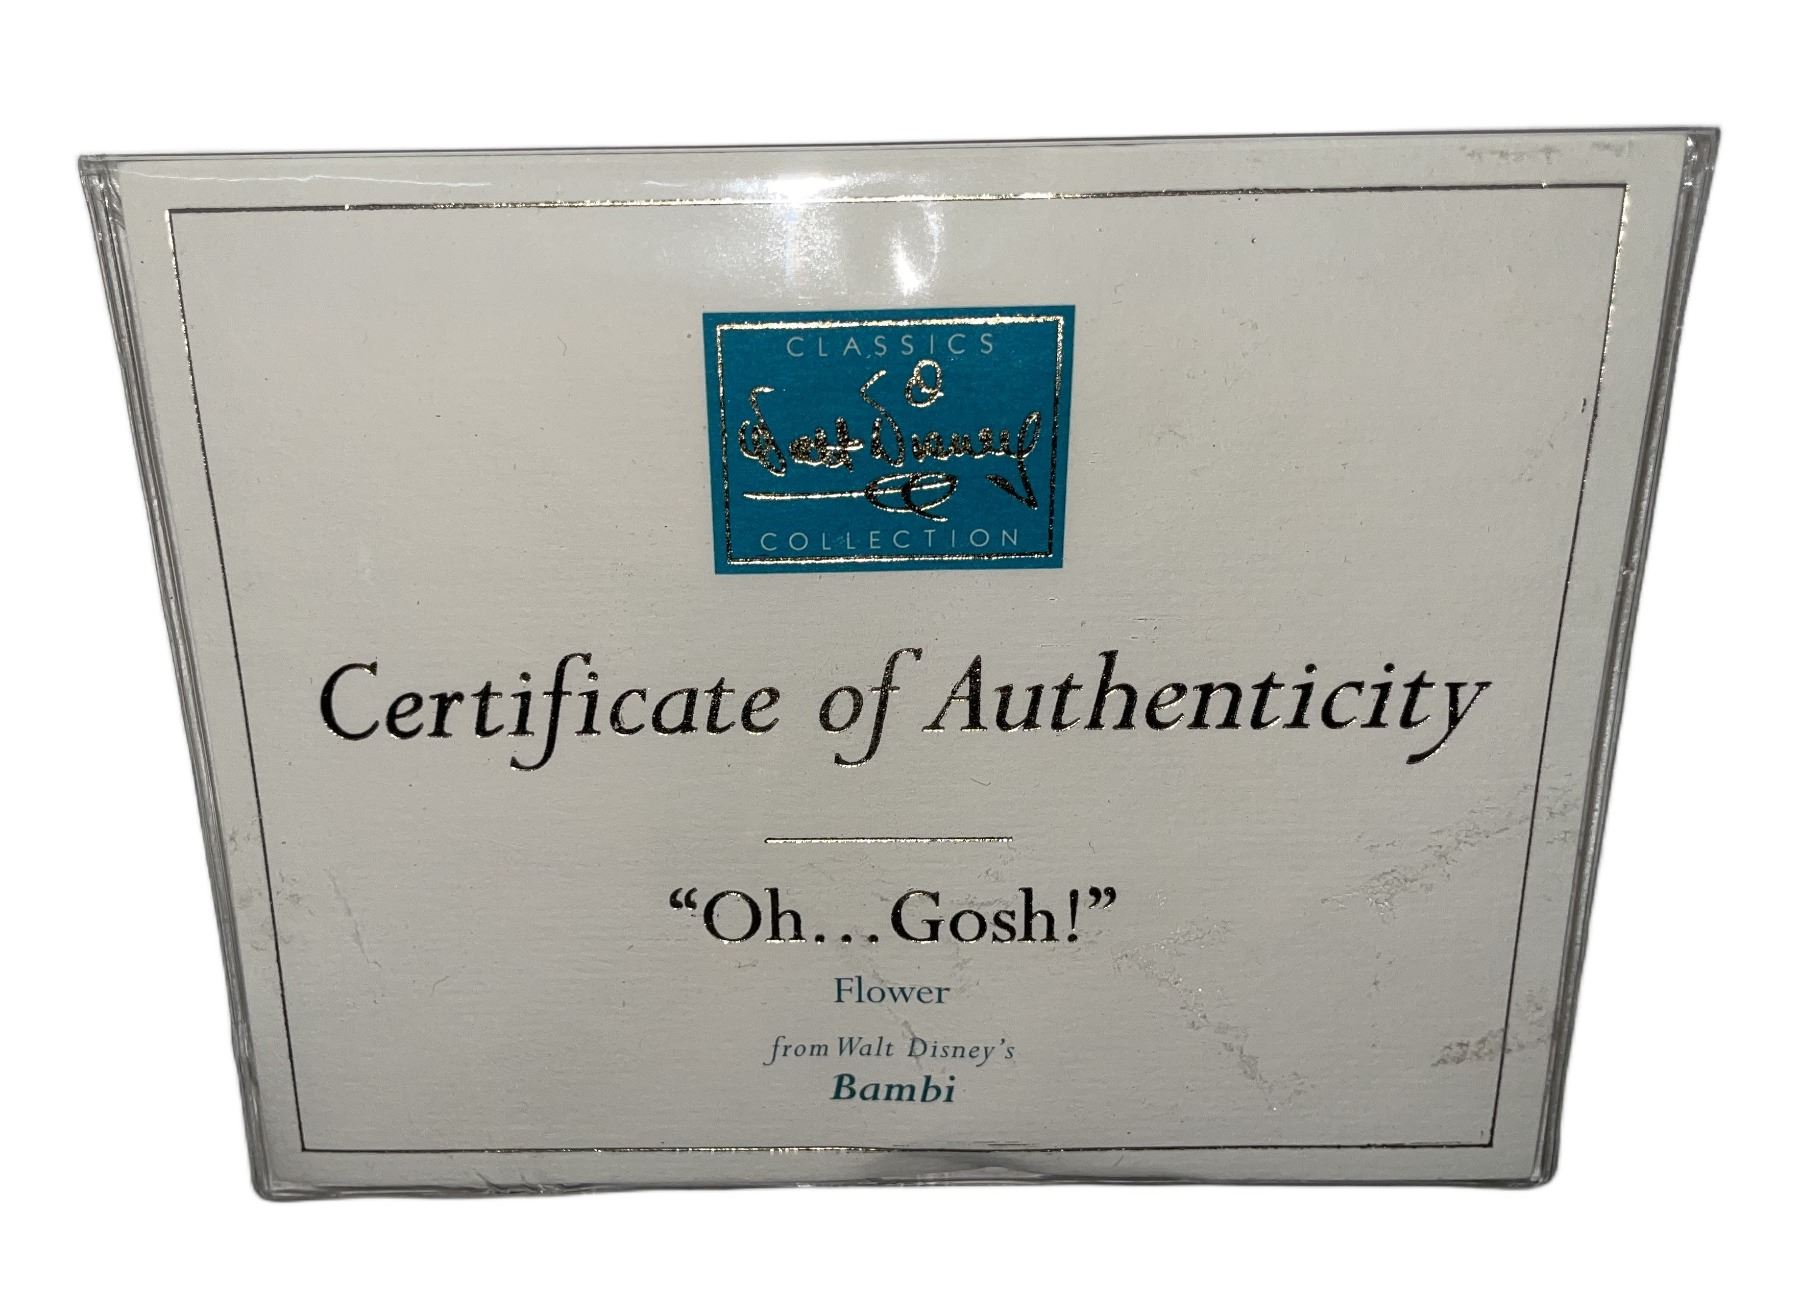 CLASSICS
Walt Disney
COLLECTION
Certificate of Authenticity
“Oh...Gosh!”
Flower
from Walt Disney’s
Bambi